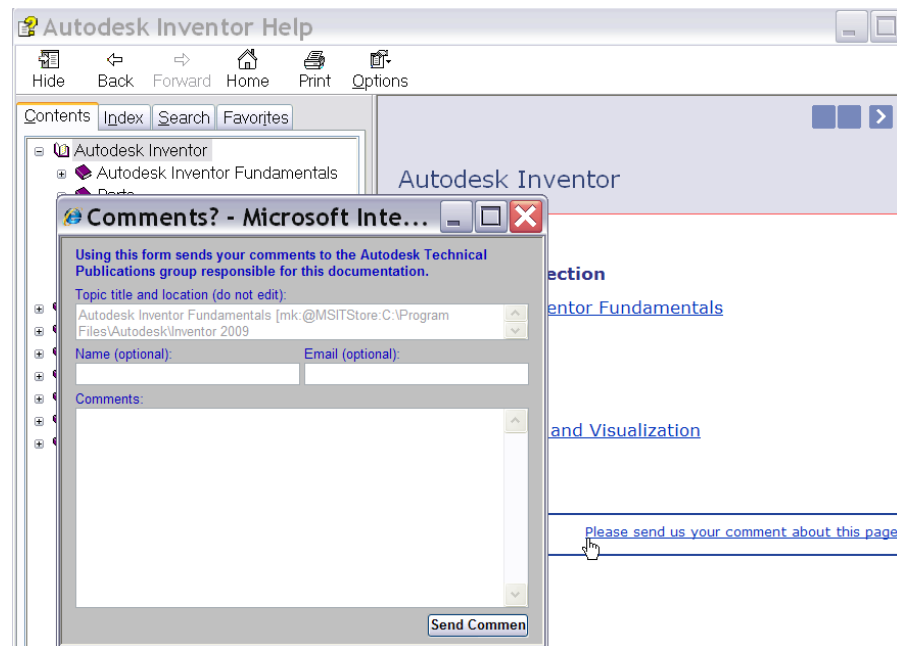 Autodesk Inventor Help
Hide Back Forward Home Print Options
Contents Index Search Favorites
Autodesk Inventor
Autodesk Inventor Fundamentals
Autodesk Inventor
Comments? - Microsoft Inte...
Using this form sends your comments to the Autodesk Technical
Publications group responsible for this documentation.
Topic title and location (do not edit):
Autodesk Inventor Fundamentals [mk:@MSITStore:C:\Program
Files\Autodesk\Inventor 2009
Name (optional): Email (optional):
Comments:
Send Commen
ection
entor Fundamentals
and Visualization
Please send us your comment about this page